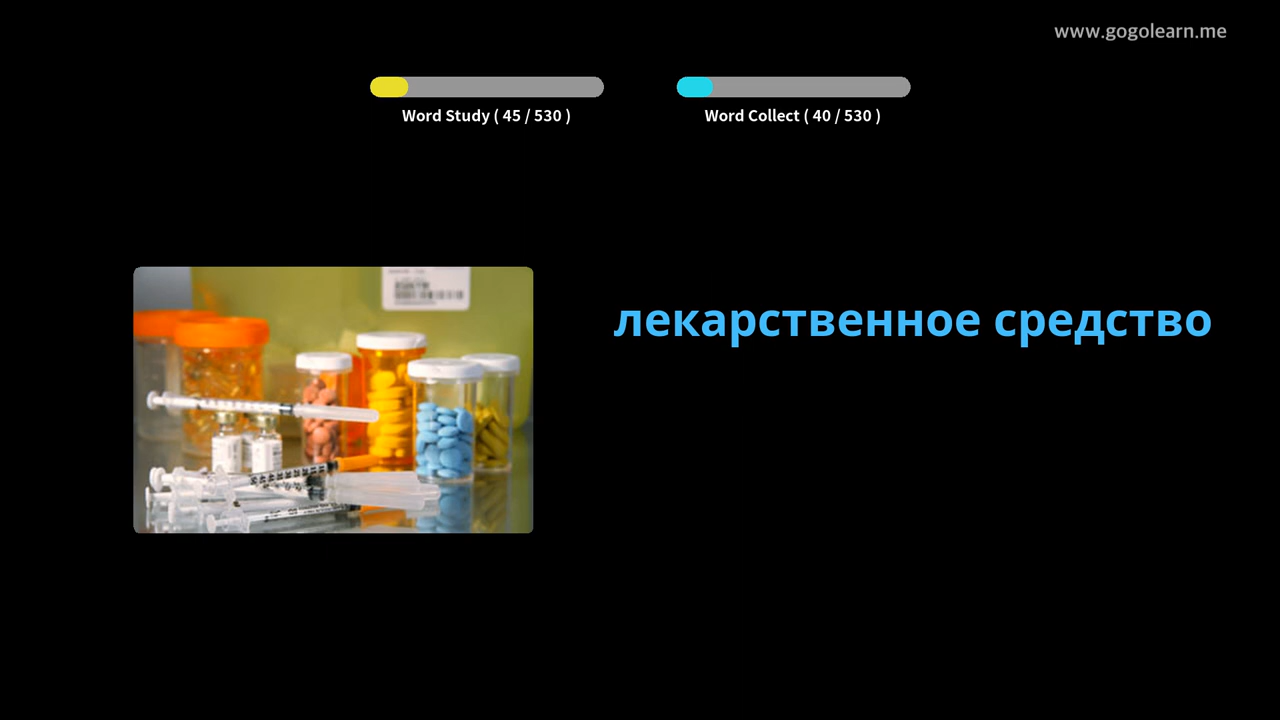 www.gogolearn.me
Word Study ( 45 / 530 )
Word Collect ( 40 / 530 )
лекарственное средство